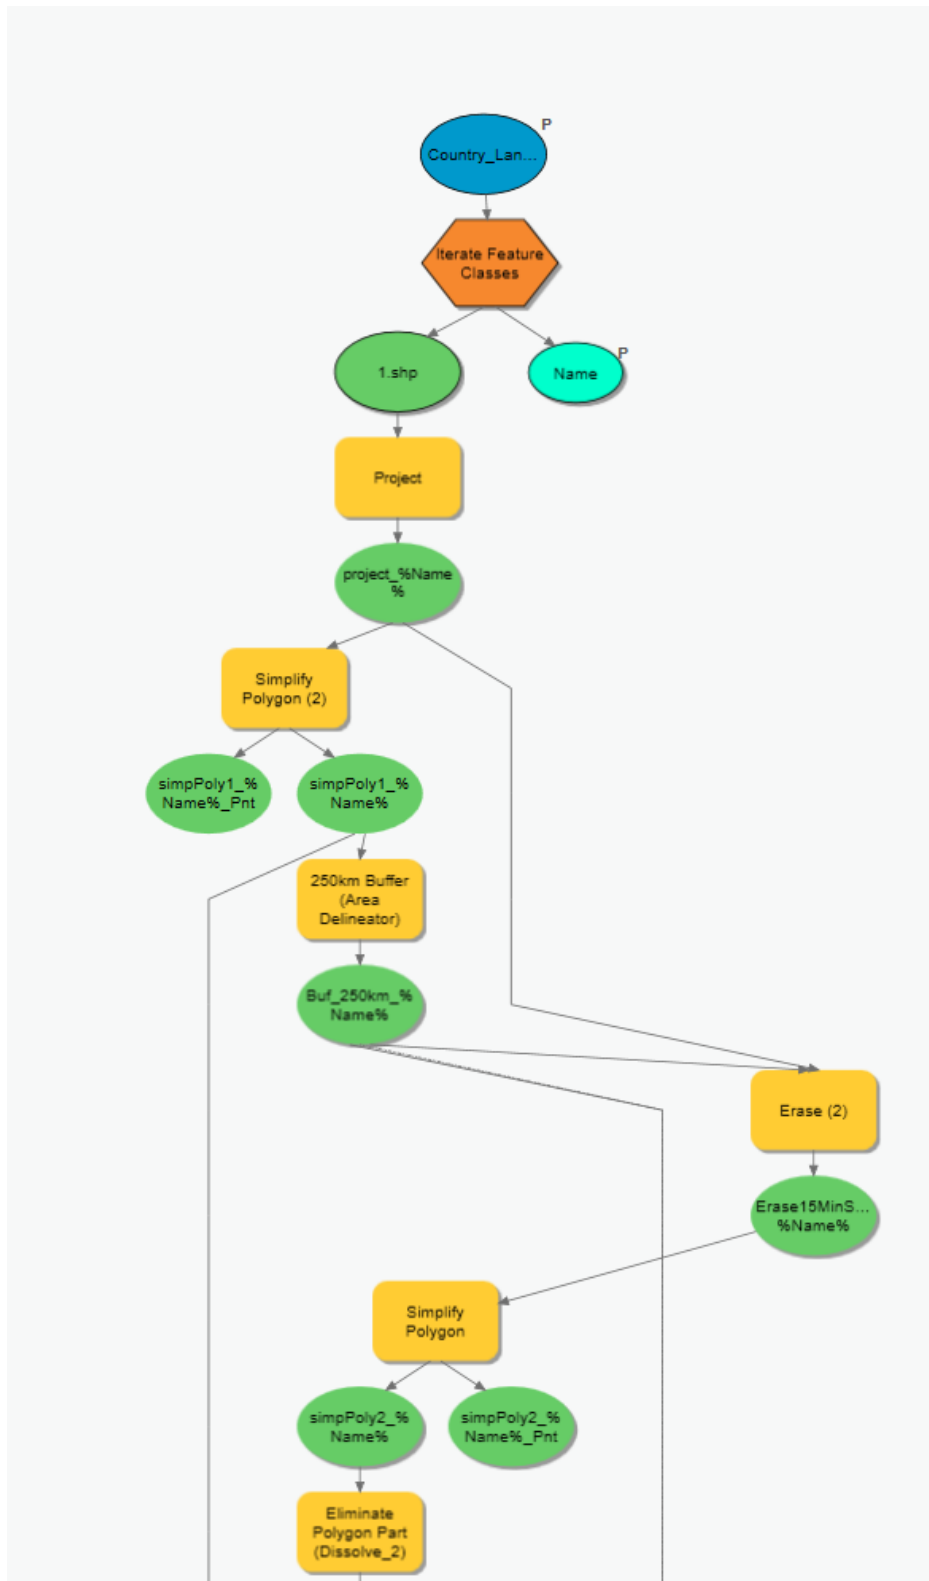 P
Country_Lan...
Iterate Feature
Classes
1.shp
P
Name
Project
project_%Name
%
Simplify
Polygon (2)
simpPoly1_%
Name%_Pnt
simpPoly1_%
Name%
250km Buffer
(Area
Delineator)
Buf_250km_%
Name%
Erase (2)
Erase15MinS...
%Name%
Simplify
Polygon
simpPoly2_%
Name%
simpPoly2_%
Name%_Pnt
Eliminate
Polygon Part
(Dissolve_2)